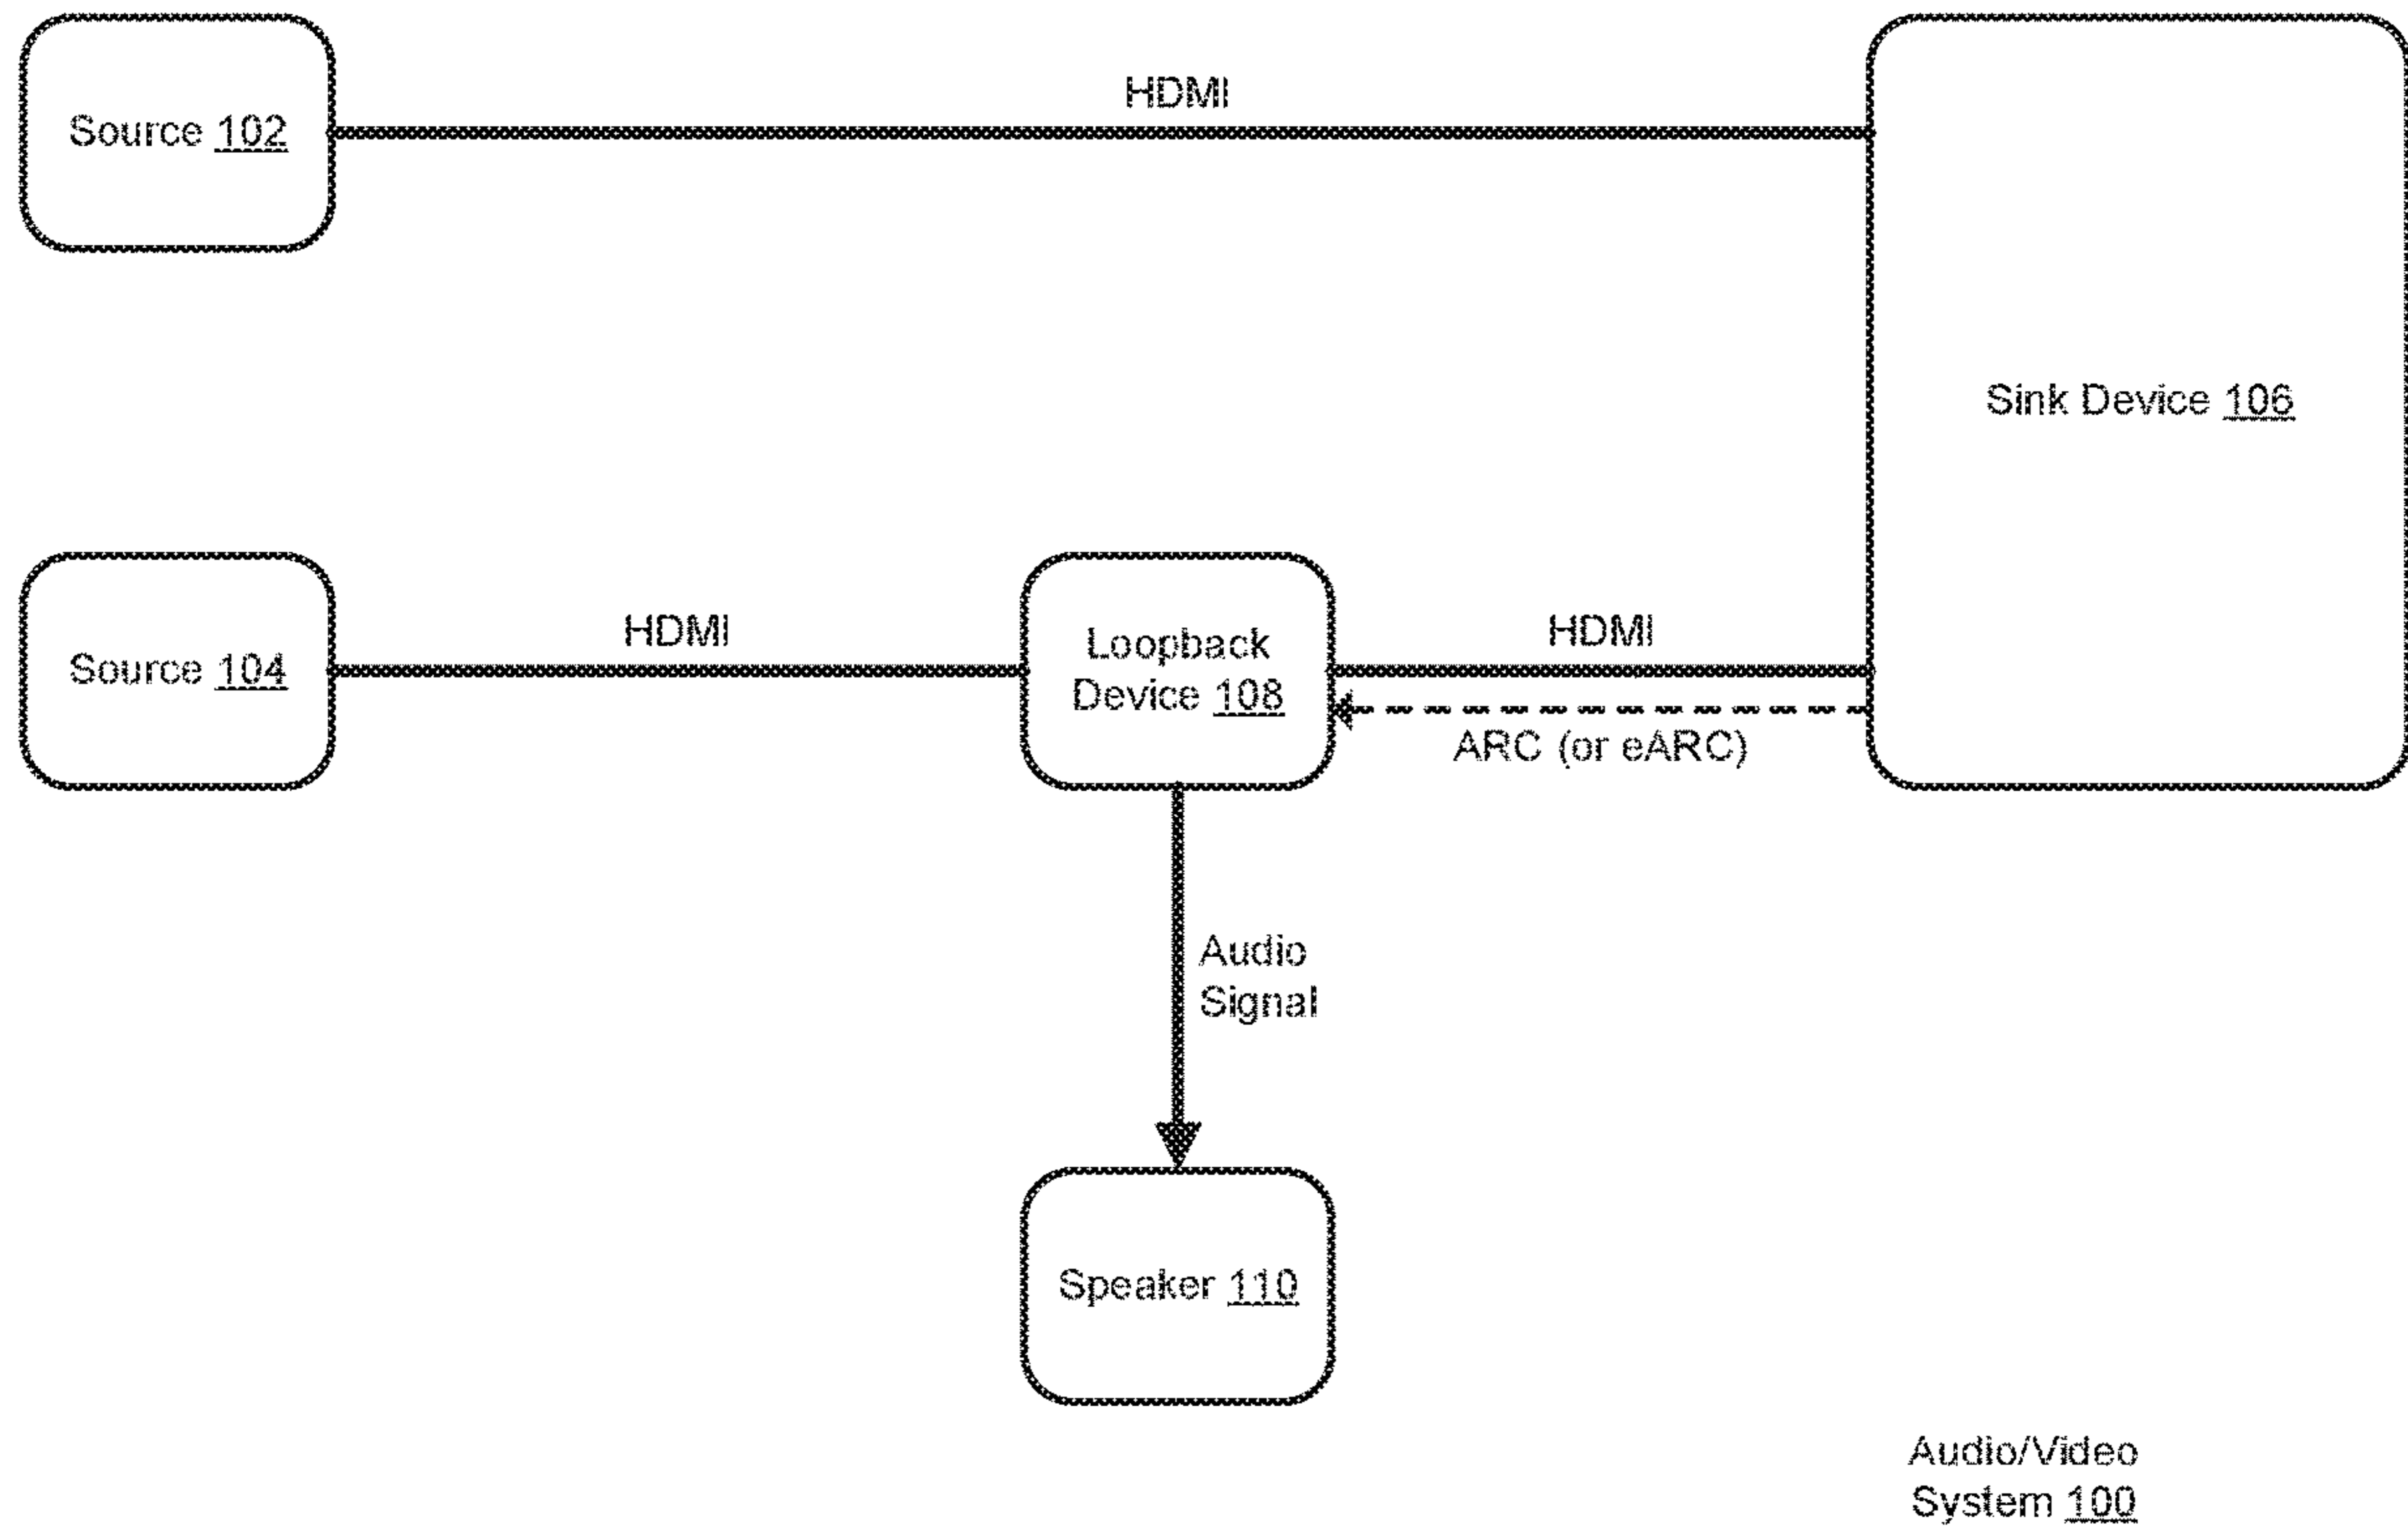 HDMI
Source 102
Sink Device 106
HDMI
HDMI
Source 104
Loopback
Device 108
ARC (or eARC)
Audio
Signal
Speaker 110
Audio/Video
System 100